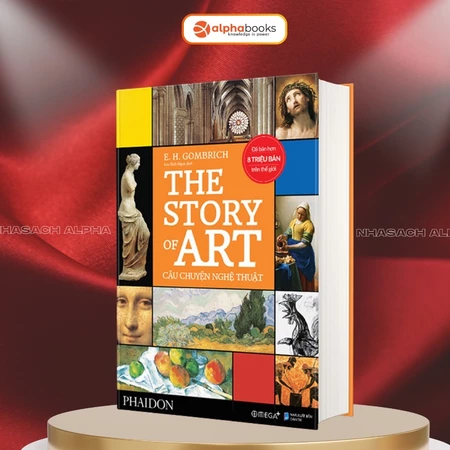 alphabooks
knowledge is power
E. H. GOMBRICH
Đã bán hơn
8 TRIỆU BẢN
trên thế giới
THE
STORY
OF ART
CÂU CHUYỆN NGHỆ THUẬT
NHASACH ALPHA
NHASACH ALPHA
PHAIDON
OMEGA+